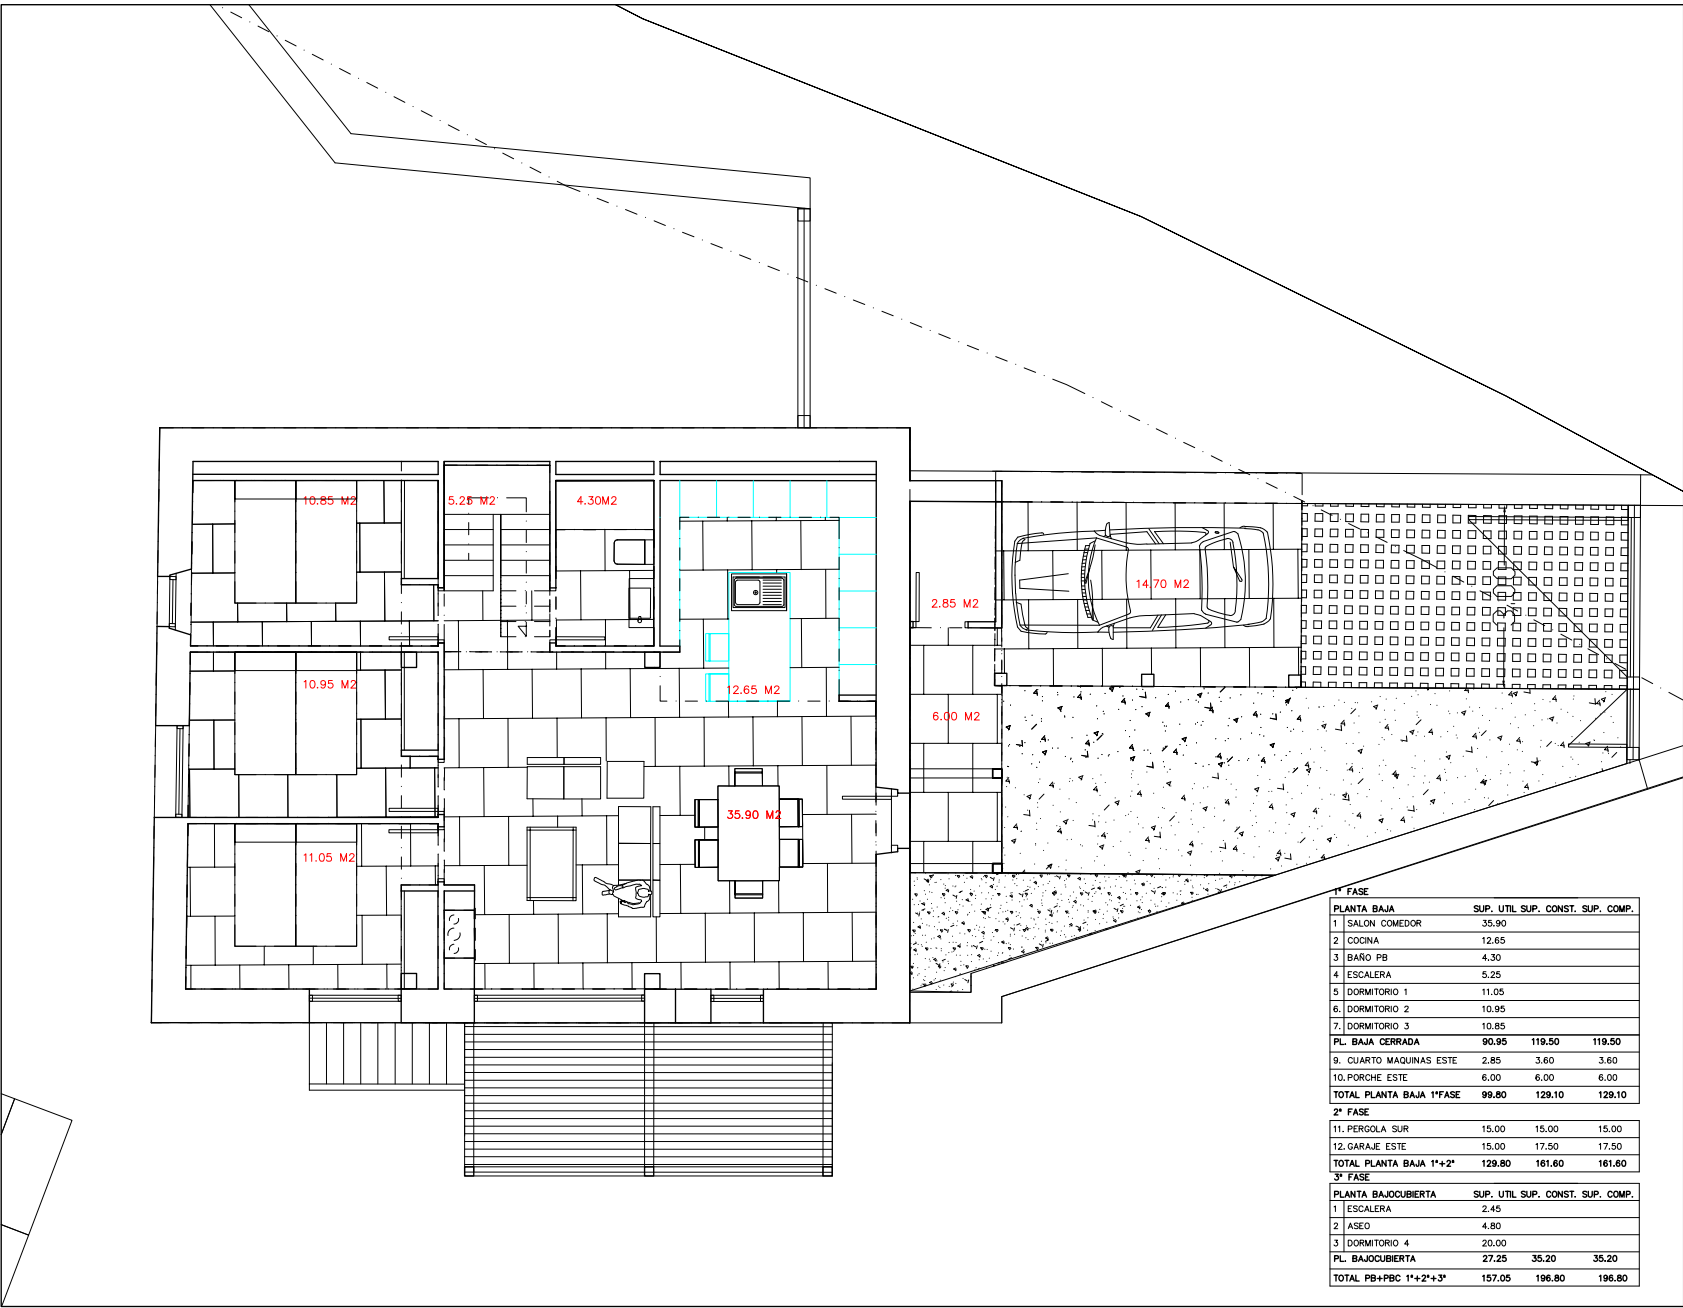 10.85 M2
5.25 M2
4.30M2
14.70 M2
3,00
2.85 M2
10.95 M2
12.65 M2
6.00 M2
35.90 M2
11.05 M2
1ª FASE
PLANTA BAJA SUP. UTIL SUP. CONST. SUP. COMP.
1 SALON COMEDOR 35.90
2 COCINA 12.65
3 BAÑO PB 4.30
4 ESCALERA 5.25
5 DORMITORIO 1 11.05
6. DORMITORIO 2 10.95
7. DORMITORIO 3 10.85
PL. BAJA CERRADA 90.95 119.50 119.50
9. CUARTO MAQUINAS ESTE 2.85 3.60 3.60
10. PORCHE ESTE 6.00 6.00 6.00
TOTAL PLANTA BAJA 1ªFASE 99.80 129.10 129.10
2ª FASE
11. PERGOLA SUR 15.00 15.00 15.00
12. GARAJE ESTE 15.00 17.50 17.50
TOTAL PLANTA BAJA 1ª+2ª 129.80 161.60 161.60
3ª FASE
PLANTA BAJOCUBIERTA SUP. UTIL SUP. CONST. SUP. COMP.
1 ESCALERA 2.45
2 ASEO 4.80
3 DORMITORIO 4 20.00
PL. BAJOCUBIERTA 27.25 35.20 35.20
TOTAL PB+PBC 1ª+2ª+3ª 157.05 196.80 196.80